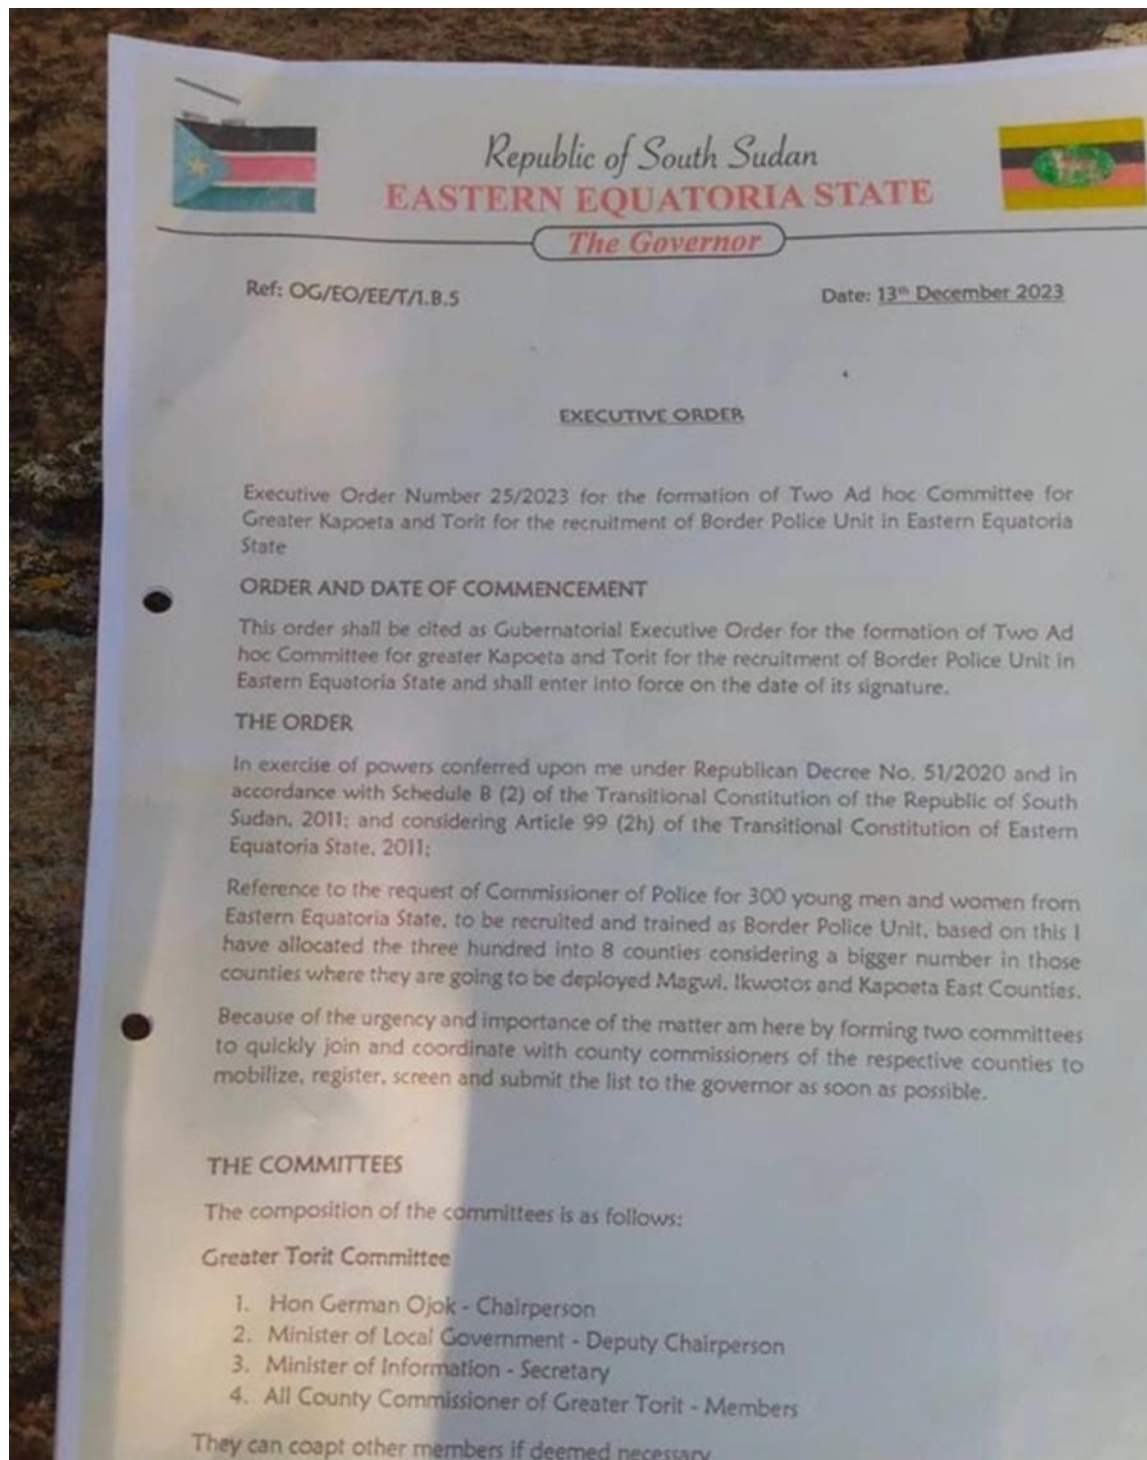 Republic of South Sudan
EASTERN EQUATORIA STATE
The Governor
Ref: OG/EO/EE/T/1.B.5
Date: 13th December 2023
EXECUTIVE ORDER
Executive Order Number 25/2023 for the formation of Two Ad hoc Committee for
Greater Kapoeta and Torit for the recruitment of Border Police Unit in Eastern Equatoria
State
ORDER AND DATE OF COMMENCEMENT
This order shall be cited as Gubernatorial Executive Order for the formation of Two Ad
hoc Committee for greater Kapoeta and Torit for the recruitment of Border Police Unit in
Eastern Equatoria State and shall enter into force on the date of its signature.
THE ORDER
In exercise of powers conferred upon me under Republican Decree No. 51/2020 and in
accordance with Schedule B (2) of the Transitional Constitution of the Republic of South
Sudan, 2011; and considering Article 99 (2h) of the Transitional Constitution of Eastern
Equatoria State, 2011;
Reference to the request of Commissioner of Police for 300 young men and women from
Eastern Equatoria State, to be recruited and trained as Border Police Unit, based on this I
have allocated the three hundred into 8 counties considering a bigger number in those
counties where they are going to be deployed Magwi, Ikwotos and Kapoeta East Counties.
Because of the urgency and importance of the matter am here by forming two committees
to quickly join and coordinate with county commissioners of the respective counties to
mobilize, register, screen and submit the list to the governor as soon as possible.
THE COMMITTEES
The composition of the committees is as follows:
Greater Torit Committee
1. Hon German Ojok - Chairperson
2. Minister of Local Government - Deputy Chairperson
3. Minister of Information - Secretary
4. All County Commissioner of Greater Torit - Members
They can coapt other members if deemed necessary